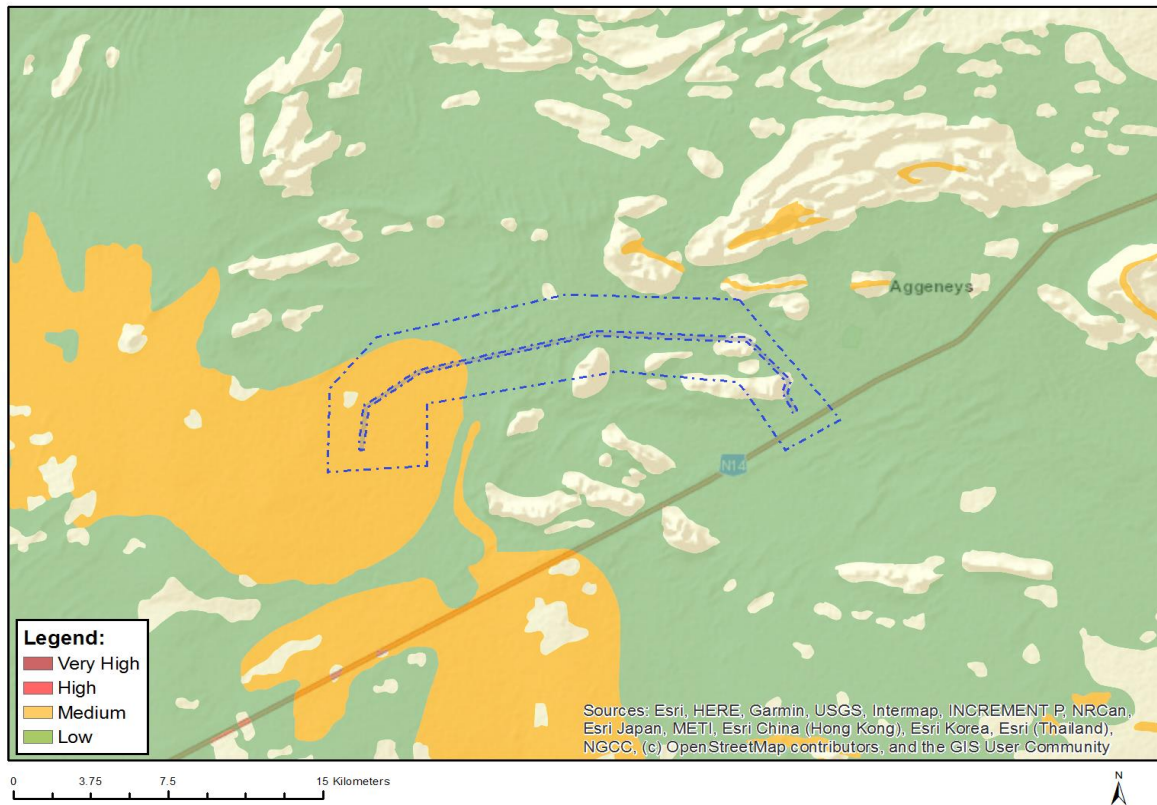 Aggeneys
N14
Legend:
Very High
High
Medium
Low
Sources: Esri, HERE, Garmin, USGS, Intermap, INCREMENT P, NRCan,
Esri Japan, METI, Esri China (Hong Kong), Esri Korea, Esri (Thailand),
NGCC, (c) OpenStreetMap contributors, and the GIS User Community
0 3.75 7.5 15 Kilometers
N